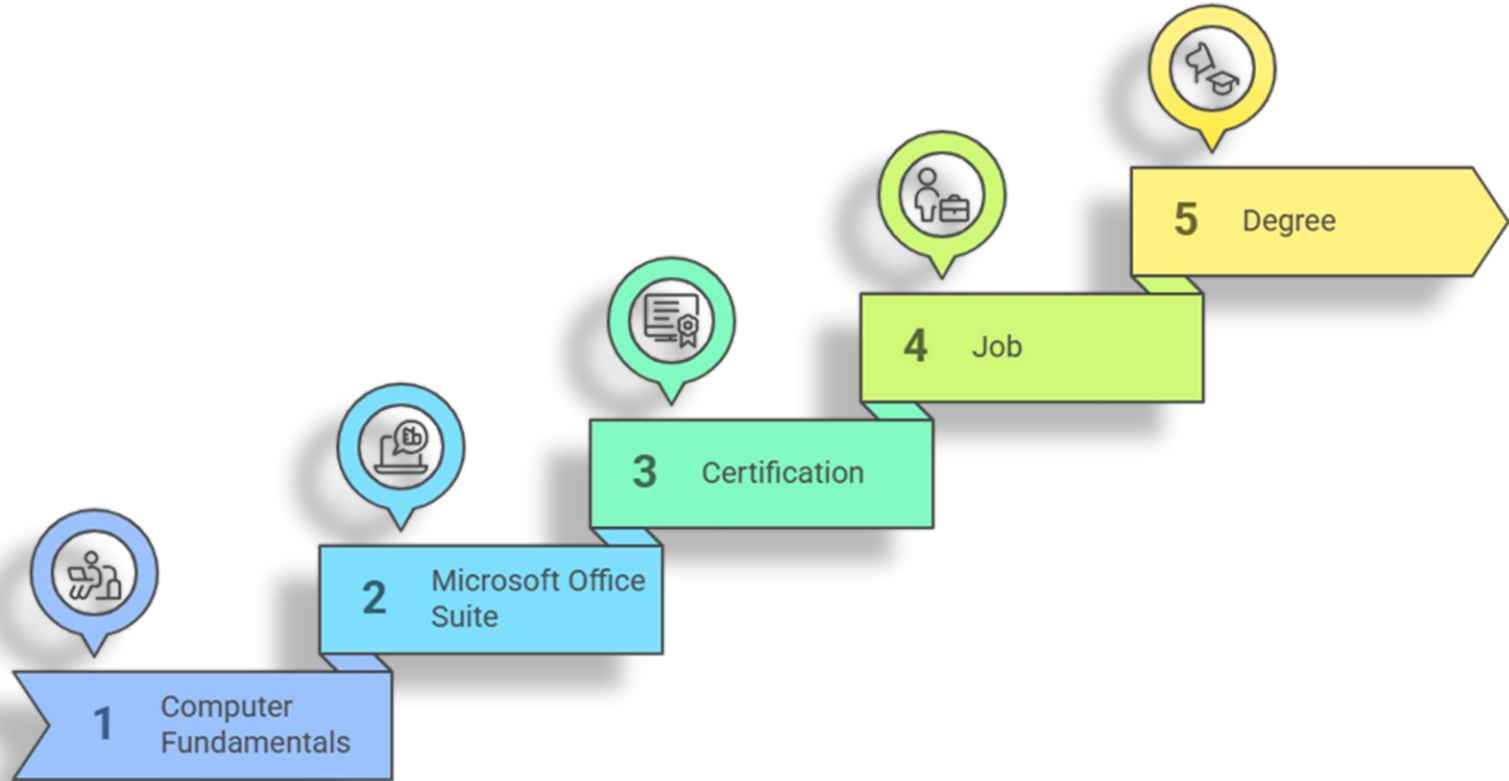 1 Computer
Fundamentals
2 Microsoft Office
Suite
3 Certification
4 Job
5 Degree